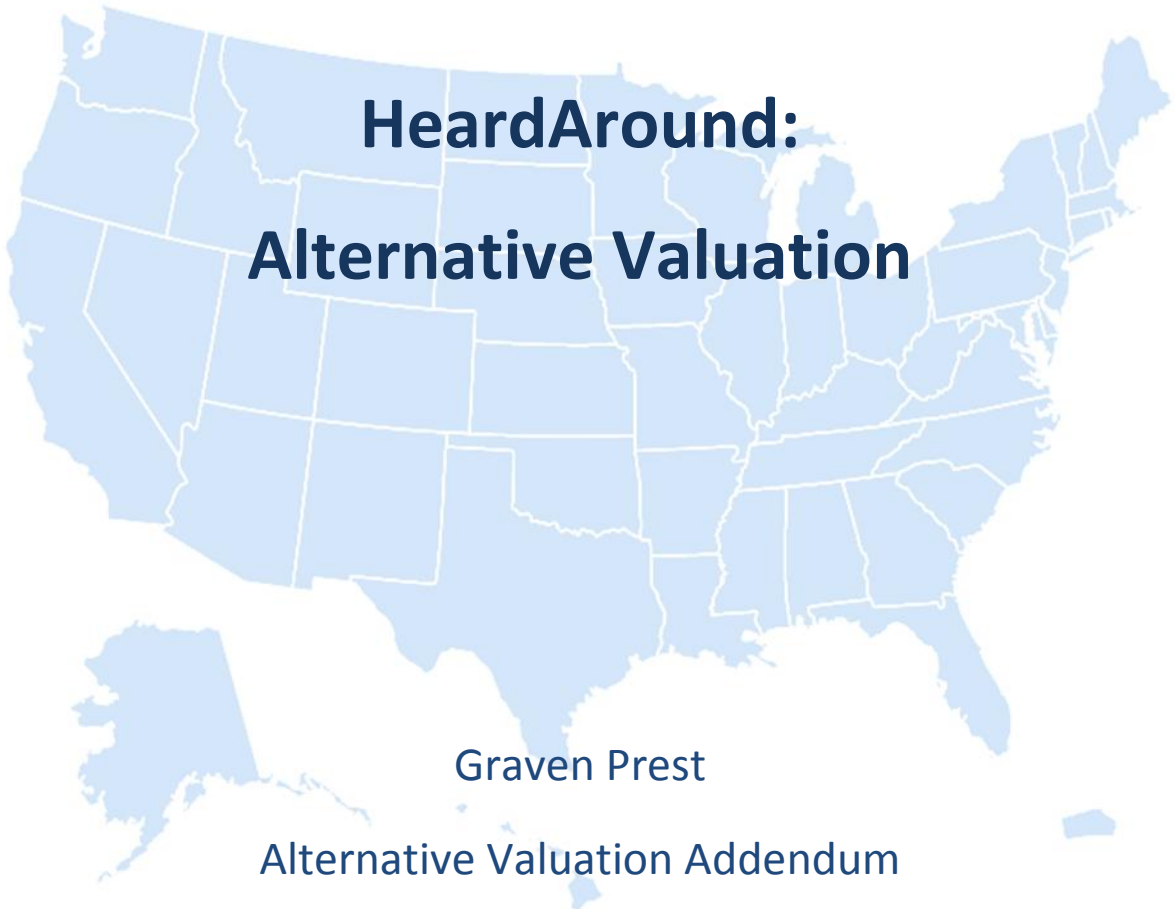 HeardAround:
Alternative Valuation
Graven Prest
Alternative Valuation Addendum